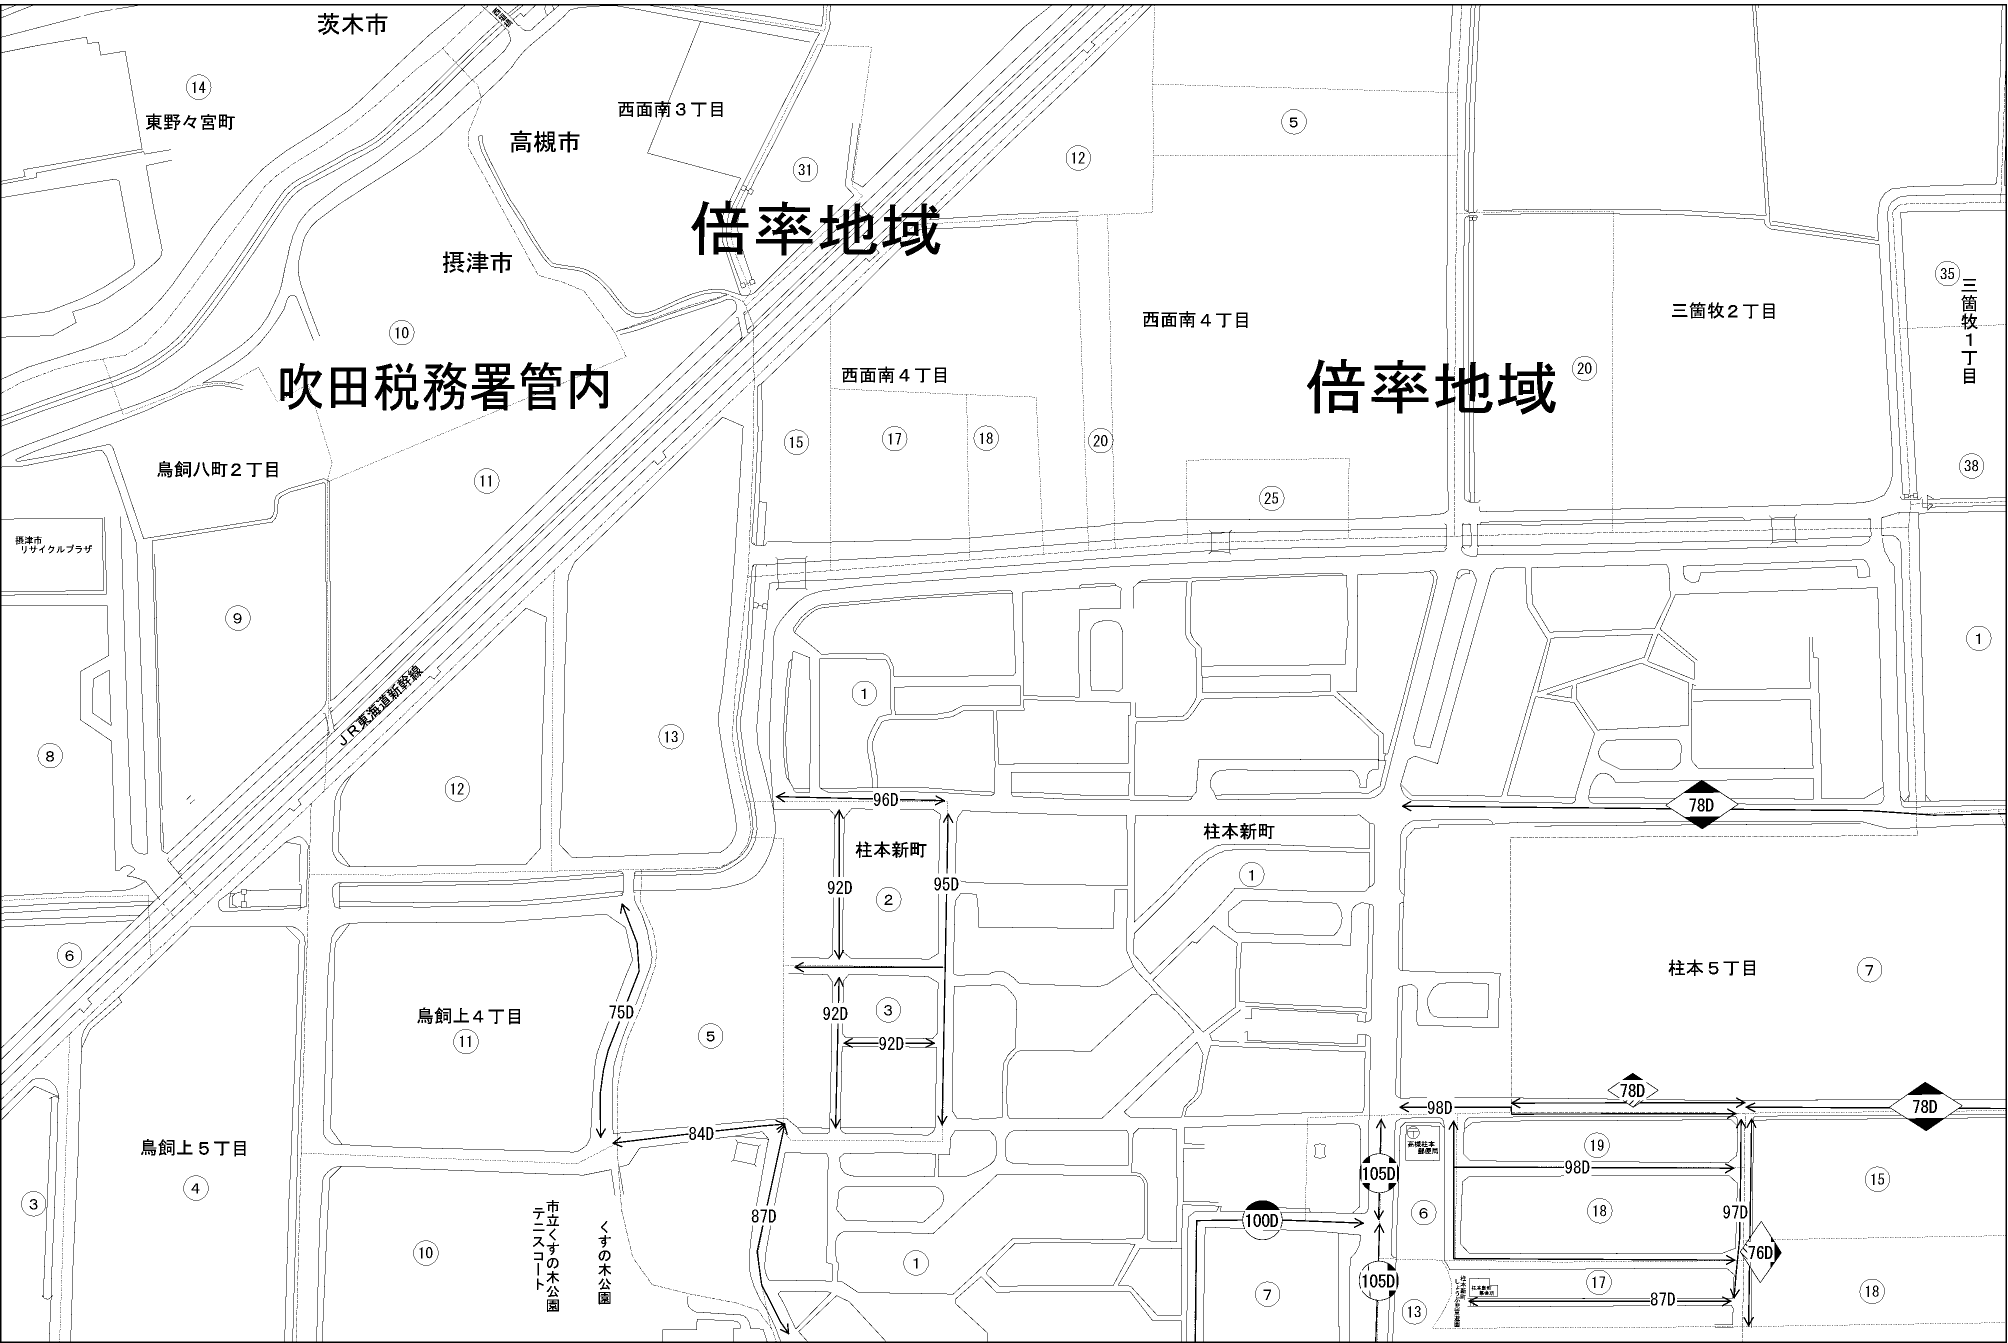 茨木市
14
東野々宮町
高槻市
西面南3丁目
31
12
5
倍率地域
摂津市
10
吹田税務署管内
西面南4丁目
西面南4丁目
三箇牧2丁目
35
三箇牧1丁目
倍率地域
20
15
17
18
20
25
38
鳥飼八町2丁目
11
摂津市
リサイクルプラザ
9
8
JR東海道新幹線
12
13
1
1
96D
78D
柱本新町
柱本新町
92D
2
95D
1
6
75D
鳥飼上4丁目
11
5
92D
3
92D
柱本5丁目
7
78D
98D
78D
84D
鳥飼上5丁目
4
3
10
市立くすの木公園
テニスコート
くすの木公園
87D
1
100D
7
105D
105D
高槻柱本
郵便局
6
13
19
98D
18
97D
76D
17
87D
15
18